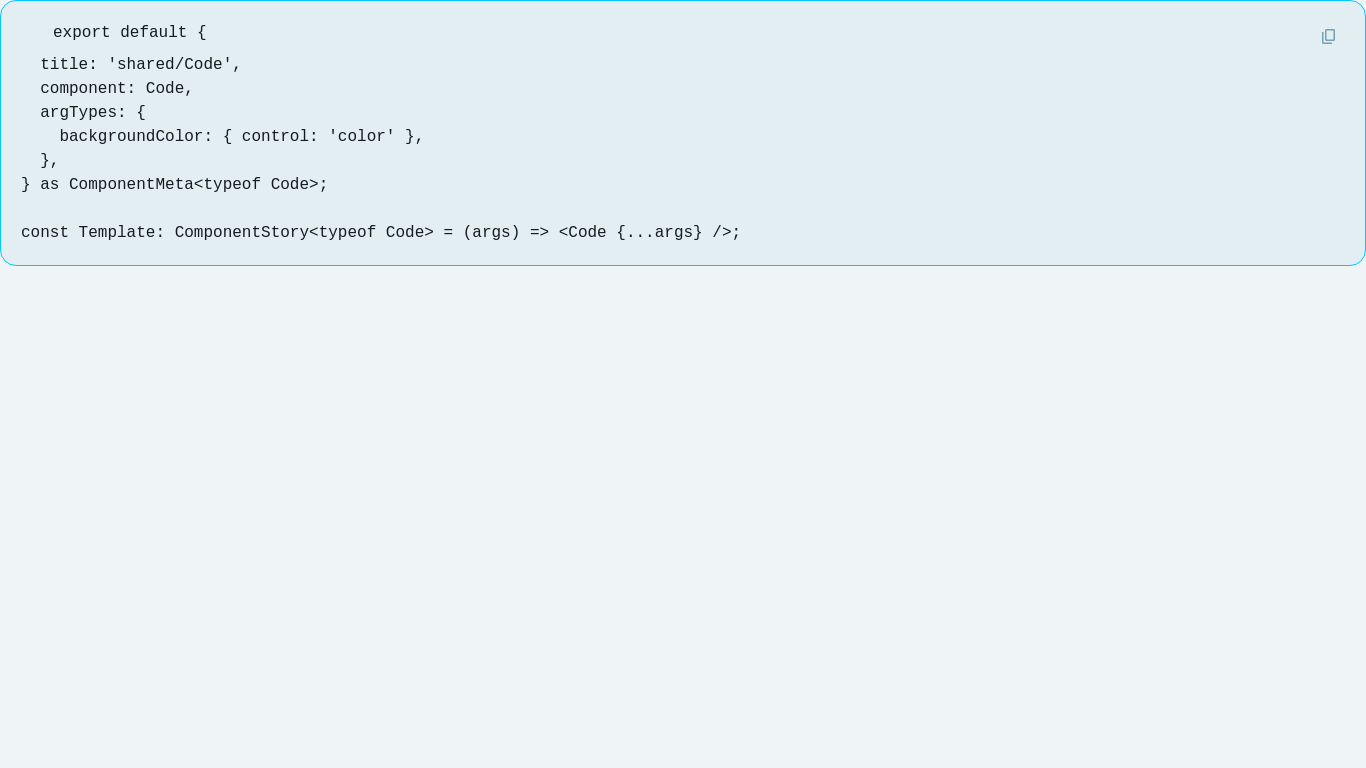 export default {
  title: 'shared/Code',
  component: Code,
  argTypes: {
    backgroundColor: { control: 'color' },
  },
} as ComponentMeta<typeof Code>;

const Template: ComponentStory<typeof Code> = (args) => <Code {...args} />;